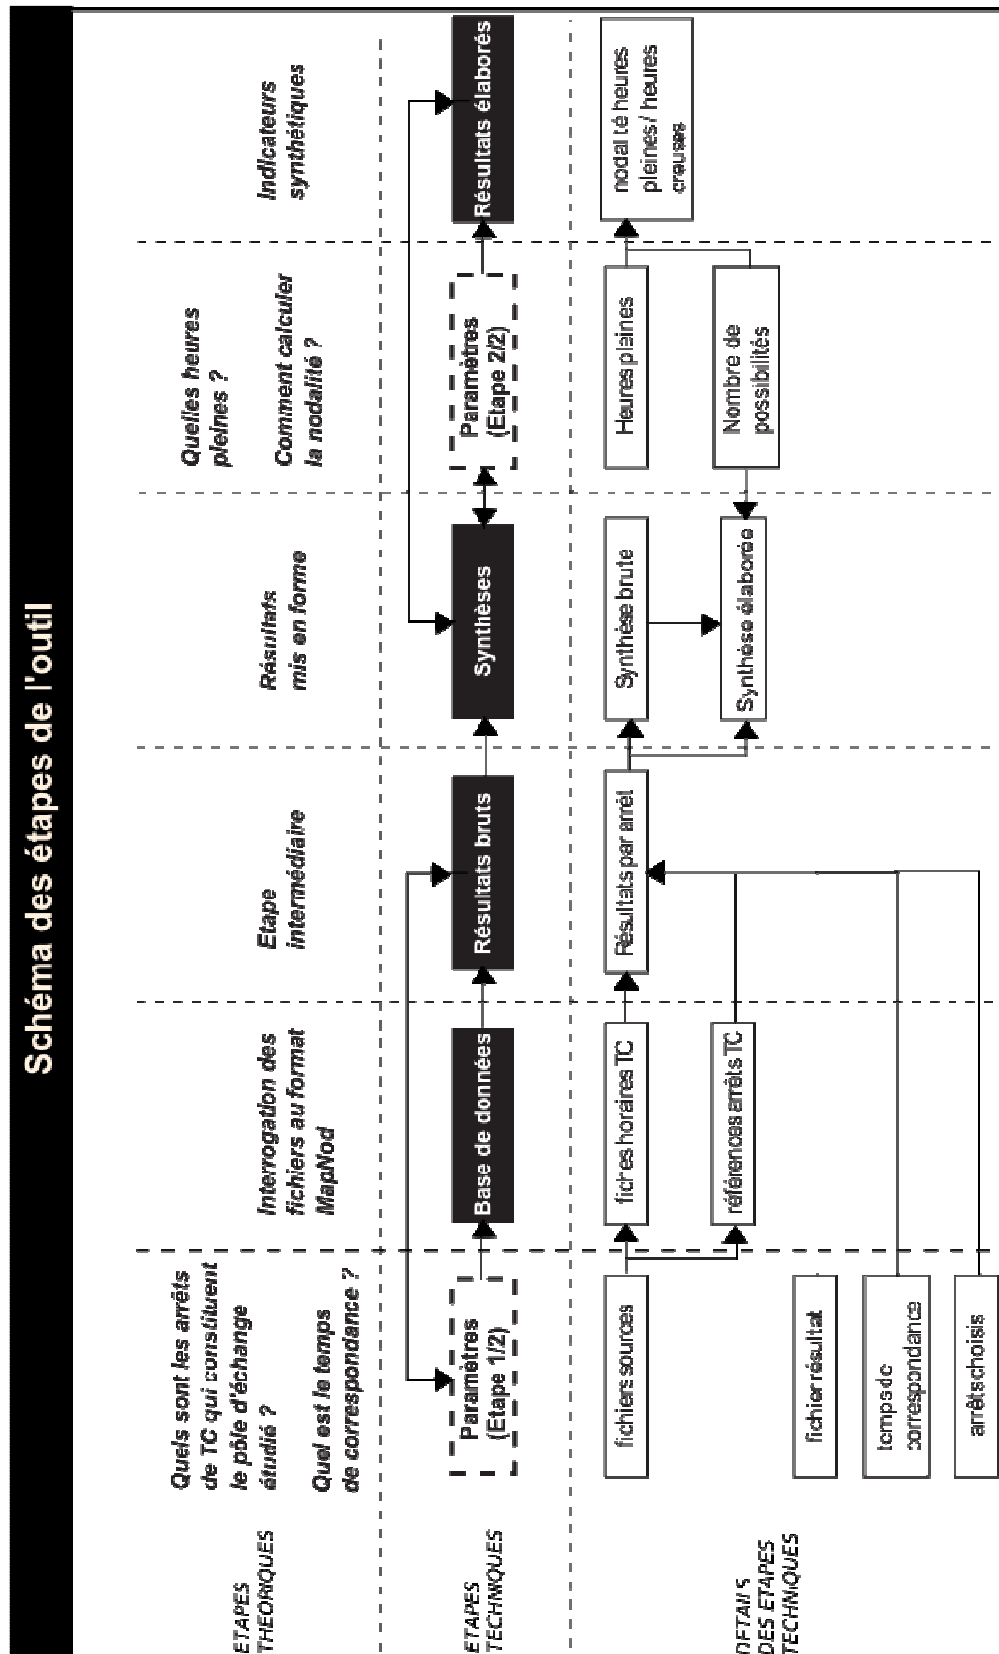 Schéma des étapes de l'outil
ETAPES
THEORIQUES
Quels sont les arrêts
de TC qui constituent
le pôle d'échange
étudié ?
Quel est le temps
de correspondance ?
Interrogation des
fichiers au format
MapNod
Etape
intermédiaire
Résultats
mis en forme
Quelles heures
pleines ?
Comment calculer
la nodalité ?
Indicateurs
synthétiques
ETAPES
TECHNIQUES
Paramètres
(Etape 1/2)
Base de données
Résultats bruts
Synthèses
Paramètres
(Etape 2/2)
Résultats élaborés
DETAILS
DES ETAPES
TECHNIQUES
fichiers sources
fichier résultat
temps de
correspondance
arrêts choisis
fiches horaires TC
références arrêts TC
Résultats par arrêt
Synthèse brute
Synthèse élaborée
Heures pleines
Nombre de
possibilités
nodalité heures
pleines / heures
creuses